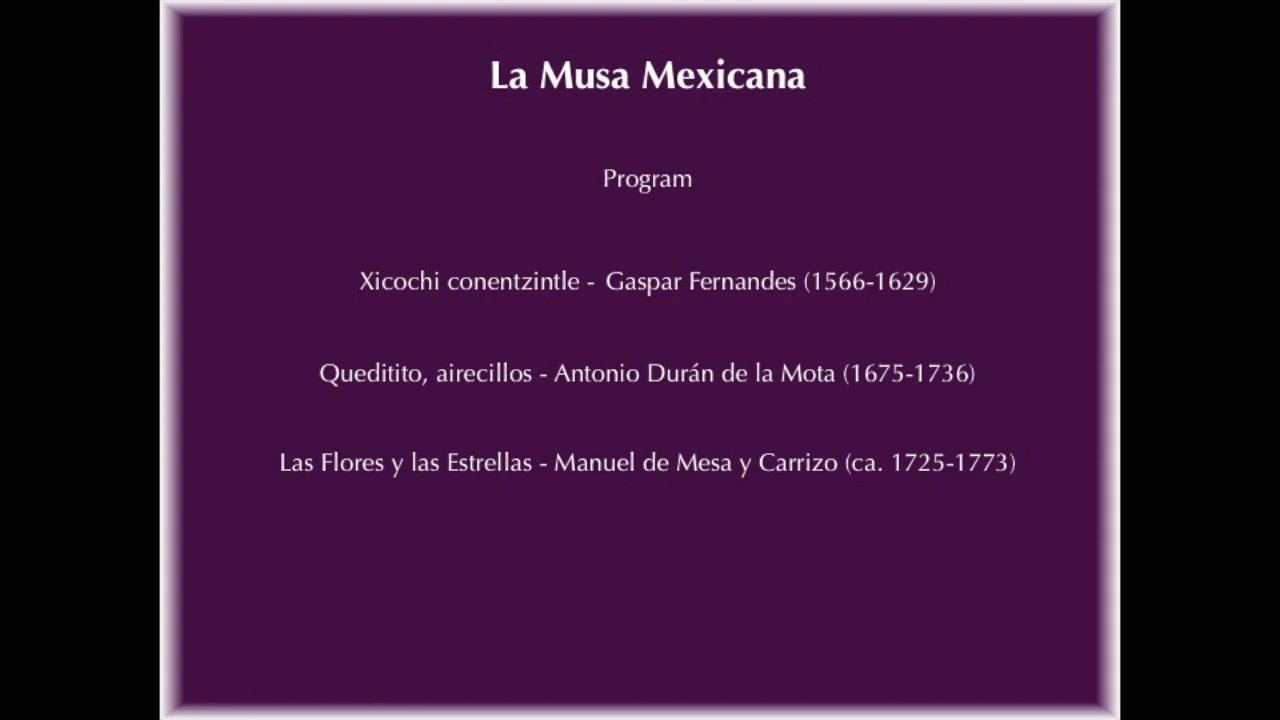 La Musa Mexicana
Program
Xicochi conentzintle - Gaspar Fernandes (1566-1629)
Queditito, airecillos - Antonio Durán de la Mota (1675-1736)
Las Flores y las Estrellas - Manuel de Mesa y Carrizo (ca. 1725-1773)